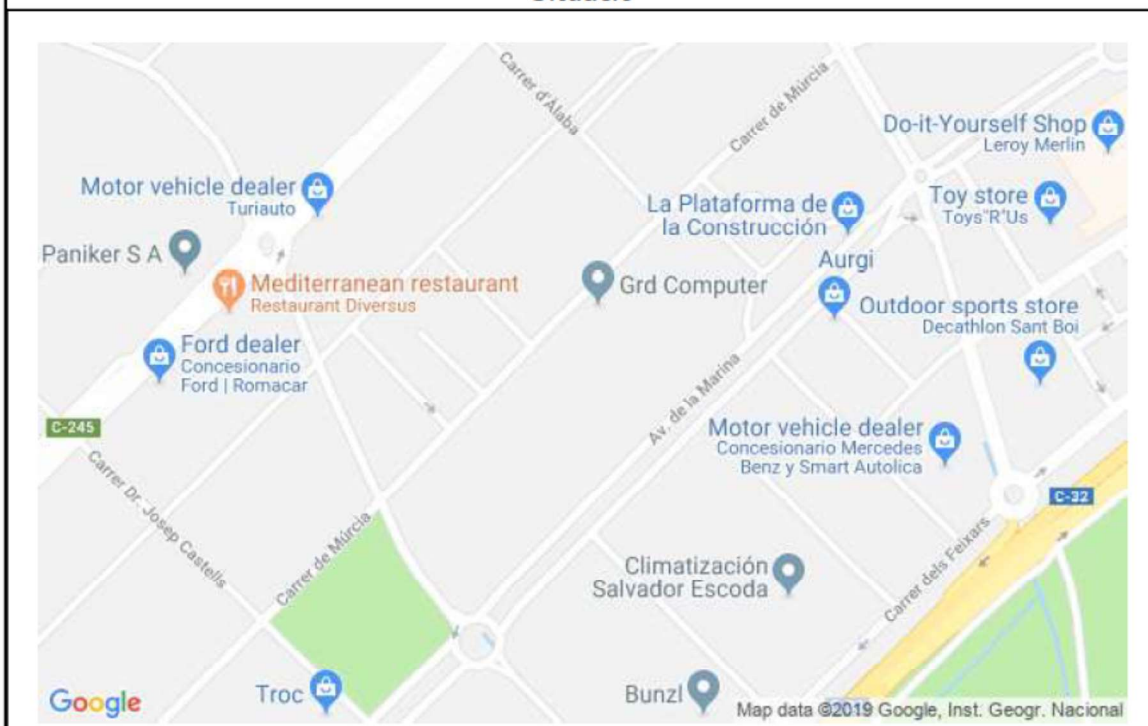 Carrer d'Àlaba
Carrer de Múrcia
Do-it-Yourself Shop
Leroy Merlin
Motor vehicle dealer
Turiauto
La Plataforma de
la Construcción
Toy store
Toys"R"Us
Paniker S A
Mediterranean restaurant
Restaurant Diversus
Grd Computer
Aurgi
Outdoor sports store
Decathlon Sant Boi
Ford dealer
Concesionario
Ford | Romacar
Av. de la Marina
C-245
Motor vehicle dealer
Concesionario Mercedes
Benz y Smart Autolica
Carrer Dr. Josep Castells
C-32
Carrer de Múrcia
Carrer dels Feixars
Climatización
Salvador Escoda
Google
Troc
Bunzl
Map data ©2019 Google, Inst. Geogr. Nacional